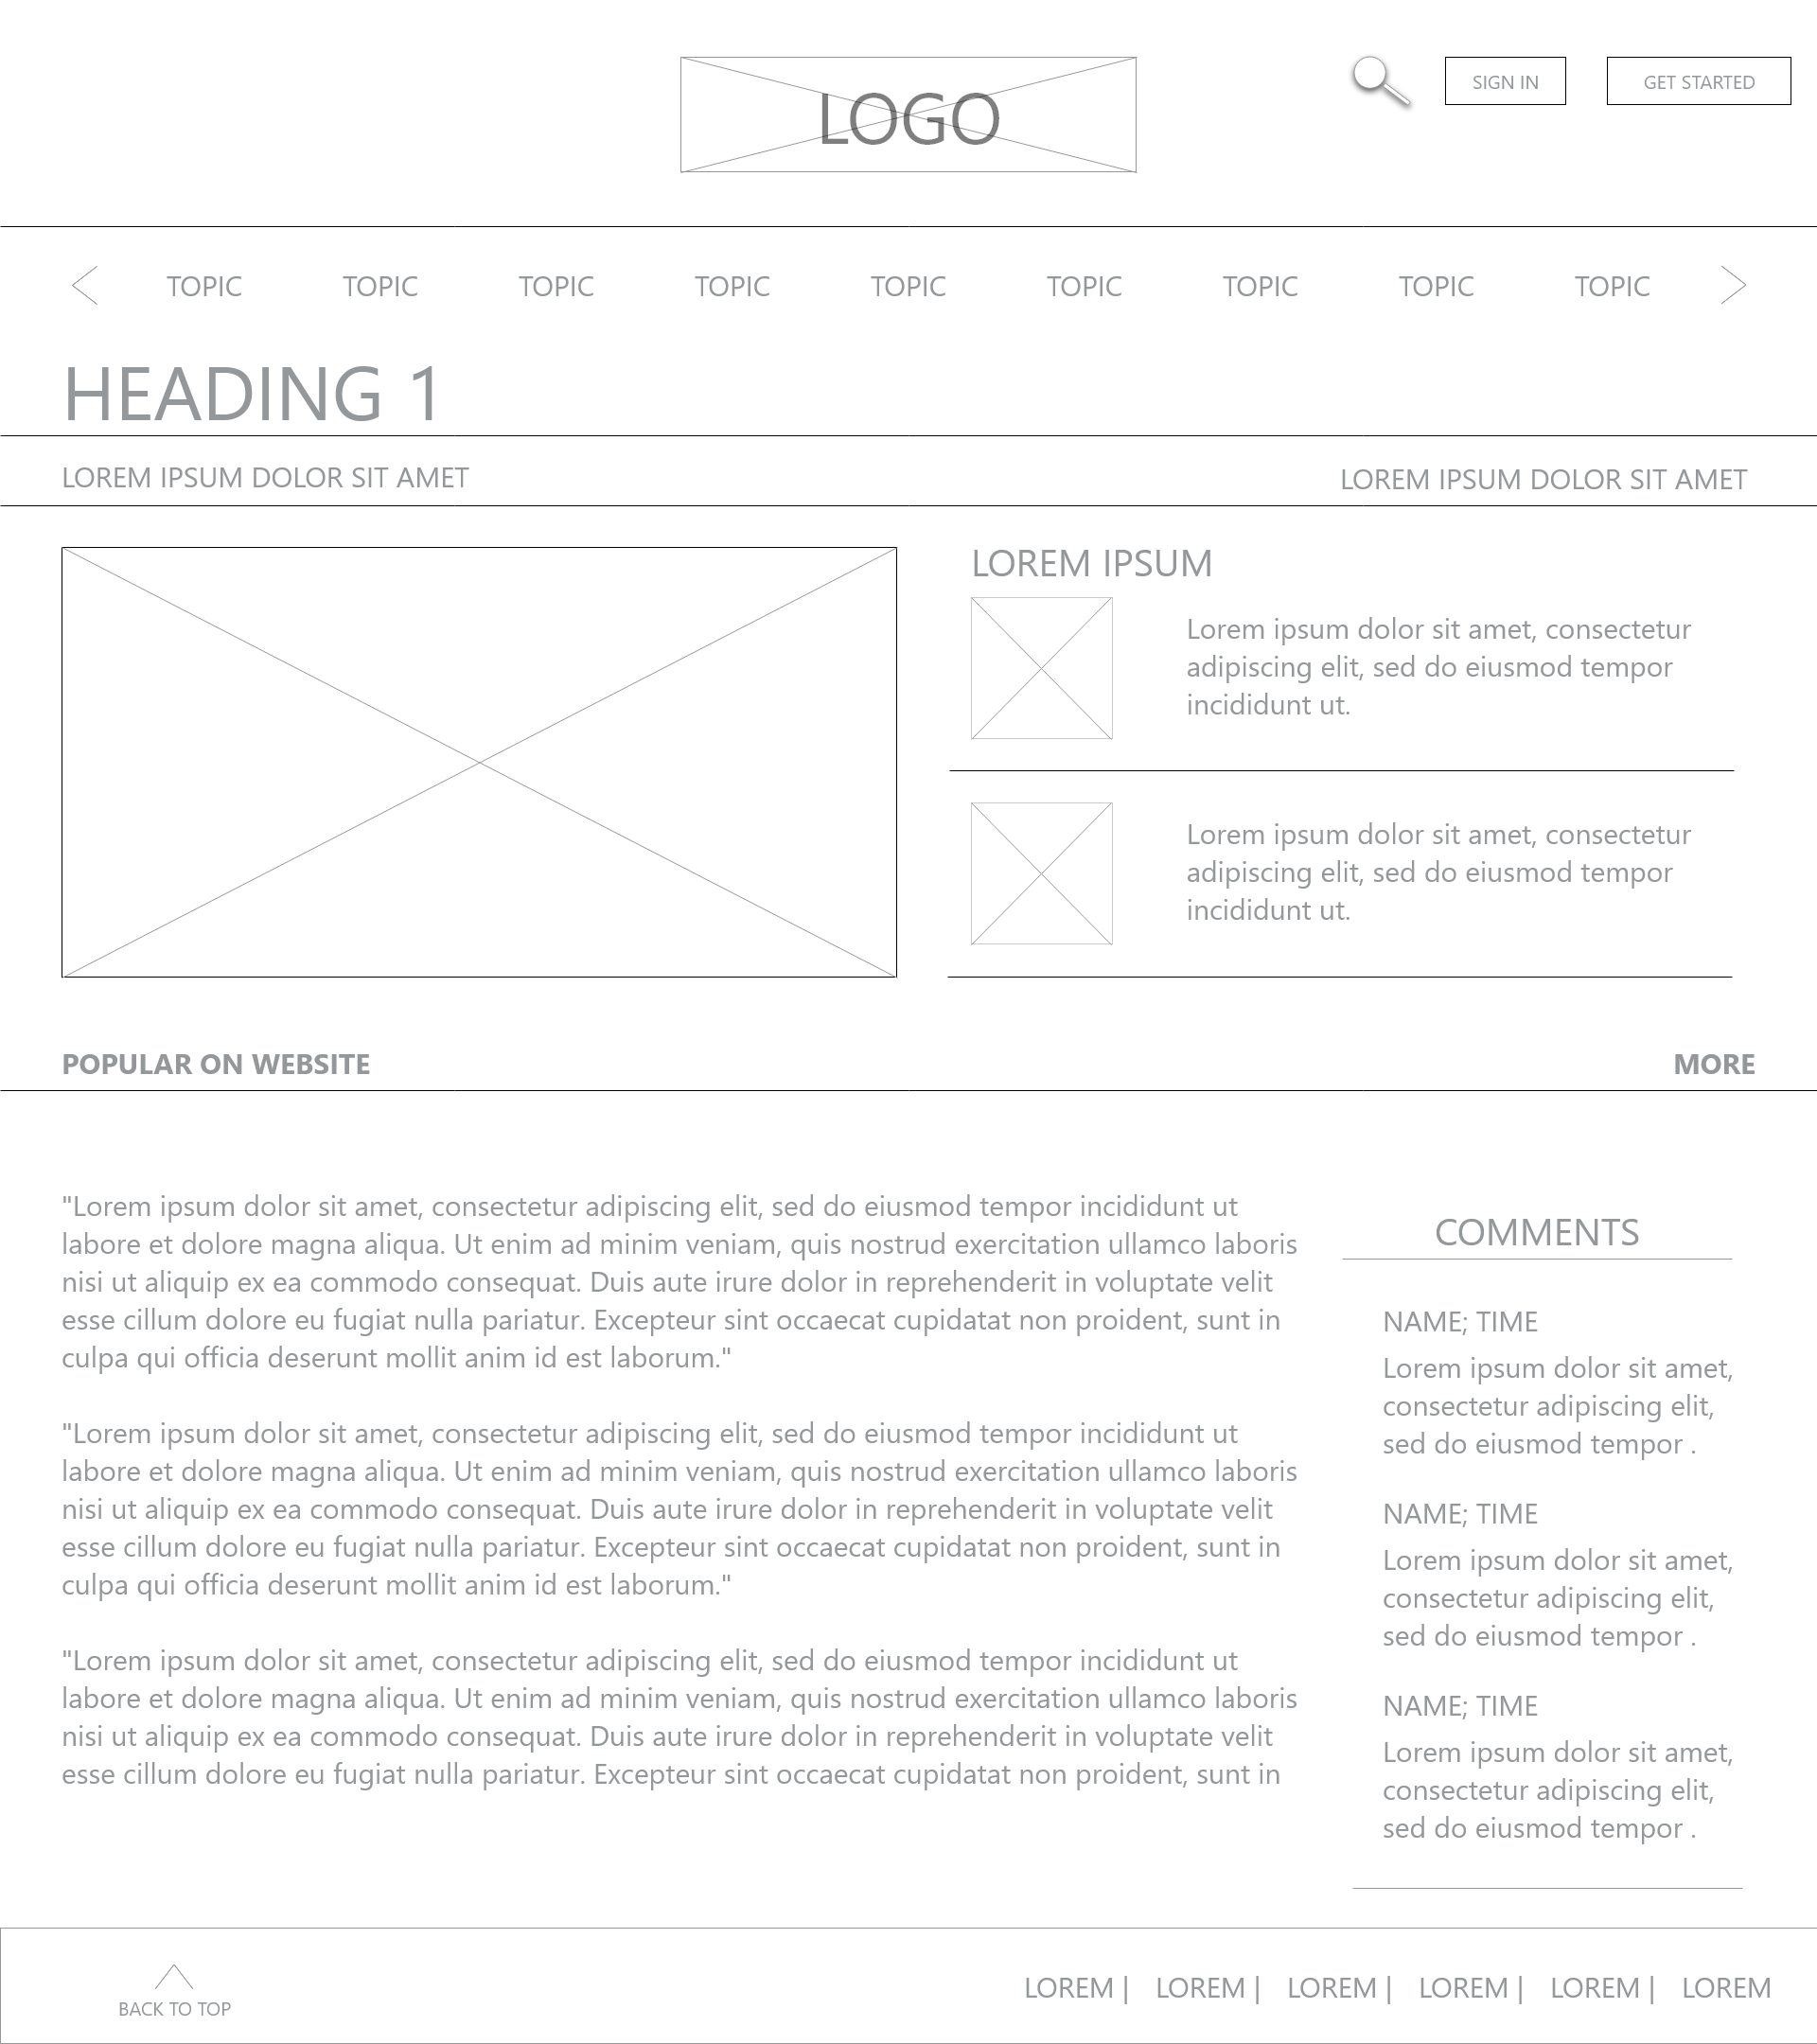 LOGO
SIGN IN
GET STARTED
TOPIC TOPIC TOPIC TOPIC TOPIC TOPIC TOPIC TOPIC TOPIC
HEADING 1
LOREM IPSUM DOLOR SIT AMET
LOREM IPSUM DOLOR SIT AMET
LOREM IPSUM
Lorem ipsum dolor sit amet, consectetur
adipiscing elit, sed do eiusmod tempor
incididunt ut.
Lorem ipsum dolor sit amet, consectetur
adipiscing elit, sed do eiusmod tempor
incididunt ut.
POPULAR ON WEBSITE
MORE
"Lorem ipsum dolor sit amet, consectetur adipiscing elit, sed do eiusmod tempor incididunt ut
labore et dolore magna aliqua. Ut enim ad minim veniam, quis nostrud exercitation ullamco laboris
nisi ut aliquip ex ea commodo consequat. Duis aute irure dolor in reprehenderit in voluptate velit
esse cillum dolore eu fugiat nulla pariatur. Excepteur sint occaecat cupidatat non proident, sunt in
culpa qui officia deserunt mollit anim id est laborum."
"Lorem ipsum dolor sit amet, consectetur adipiscing elit, sed do eiusmod tempor incididunt ut
labore et dolore magna aliqua. Ut enim ad minim veniam, quis nostrud exercitation ullamco laboris
nisi ut aliquip ex ea commodo consequat. Duis aute irure dolor in reprehenderit in voluptate velit
esse cillum dolore eu fugiat nulla pariatur. Excepteur sint occaecat cupidatat non proident, sunt in
culpa qui officia deserunt mollit anim id est laborum."
"Lorem ipsum dolor sit amet, consectetur adipiscing elit, sed do eiusmod tempor incididunt ut
labore et dolore magna aliqua. Ut enim ad minim veniam, quis nostrud exercitation ullamco laboris
nisi ut aliquip ex ea commodo consequat. Duis aute irure dolor in reprehenderit in voluptate velit
esse cillum dolore eu fugiat nulla pariatur. Excepteur sint occaecat cupidatat non proident, sunt in
COMMENTS
NAME; TIME
Lorem ipsum dolor sit amet,
consectetur adipiscing elit,
sed do eiusmod tempor .
NAME; TIME
Lorem ipsum dolor sit amet,
consectetur adipiscing elit,
sed do eiusmod tempor .
NAME; TIME
Lorem ipsum dolor sit amet,
consectetur adipiscing elit,
sed do eiusmod tempor .
BACK TO TOP
LOREM | LOREM | LOREM | LOREM | LOREM | LOREM